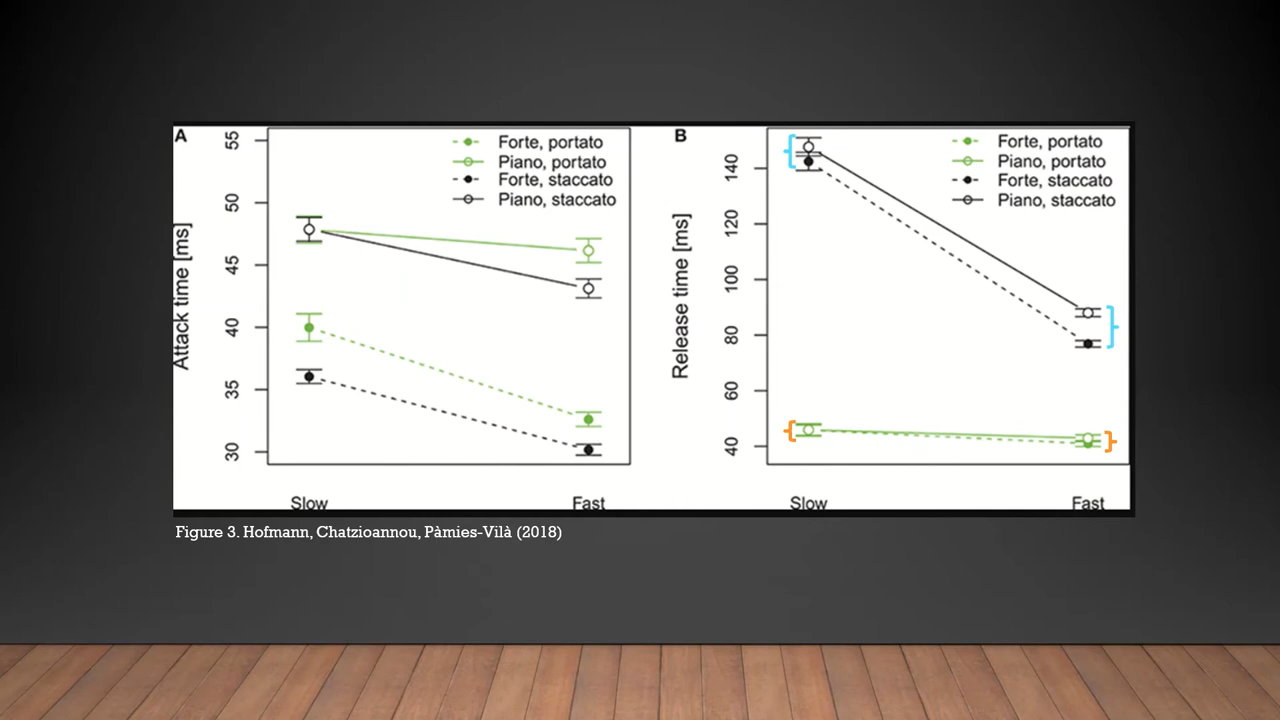 A
Attack time [ms]
55
50
45
40
35
30
Forte, portato
Piano, portato
Forte, staccato
Piano, staccato
Slow
Fast
B
Release time [ms]
140
120
100
80
60
40
Forte, portato
Piano, portato
Forte, staccato
Piano, staccato
Slow
Fast
Figure 3. Hofmann, Chatzioannou, Pàmies-Vilà (2018)